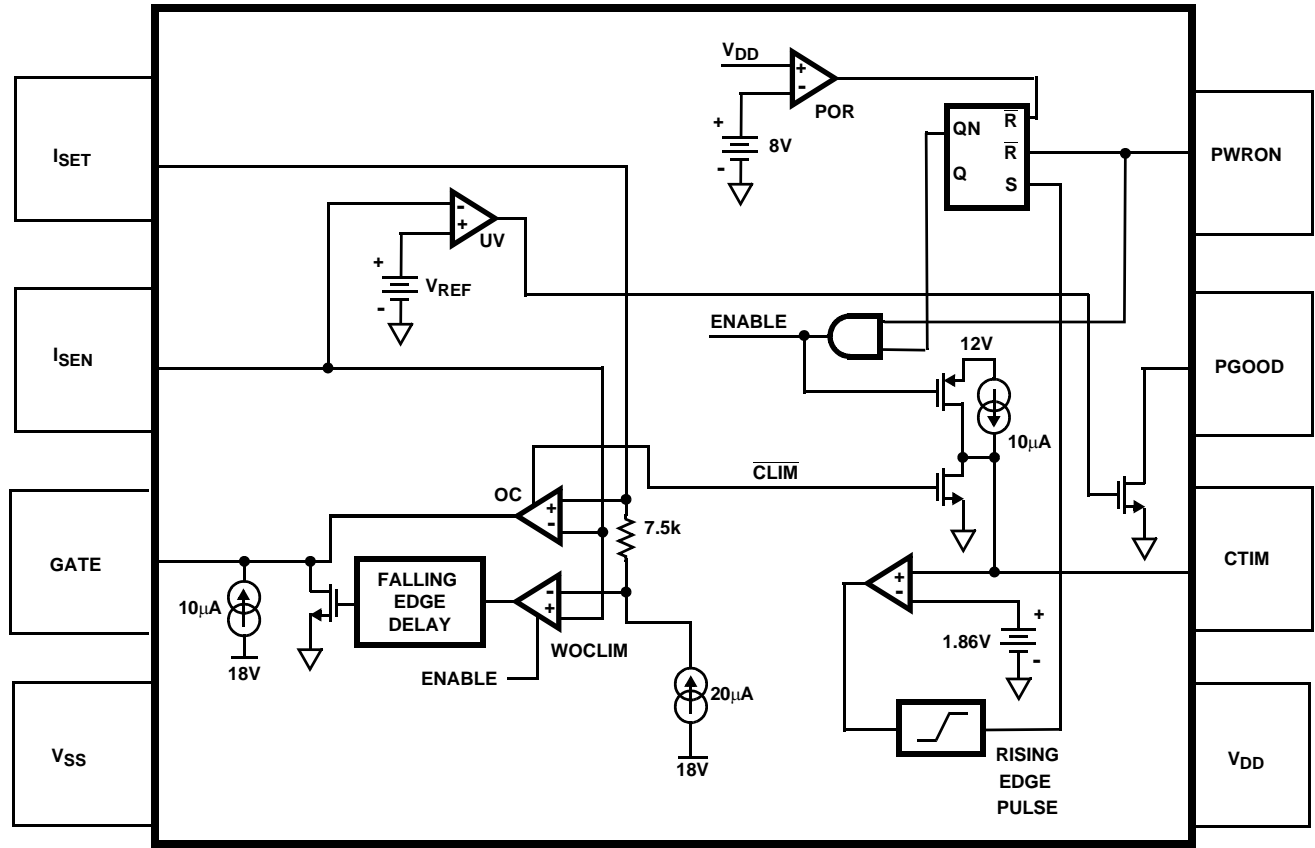 ISET
ISEN
GATE
VSS
PWRON
PGOOD
CTIM
VDD
VDD
+
-
POR
+
8V
-
QN
Q
R
R
S
-
+
UV
+
VREF
-
ENABLE
12V
10μA
CLIM
OC
+
-
7.5k
FALLING
EDGE
DELAY
-
+
WOCLIM
ENABLE
10μA
18V
20μA
18V
+
-
+
1.86V
-
RISING
EDGE
PULSE